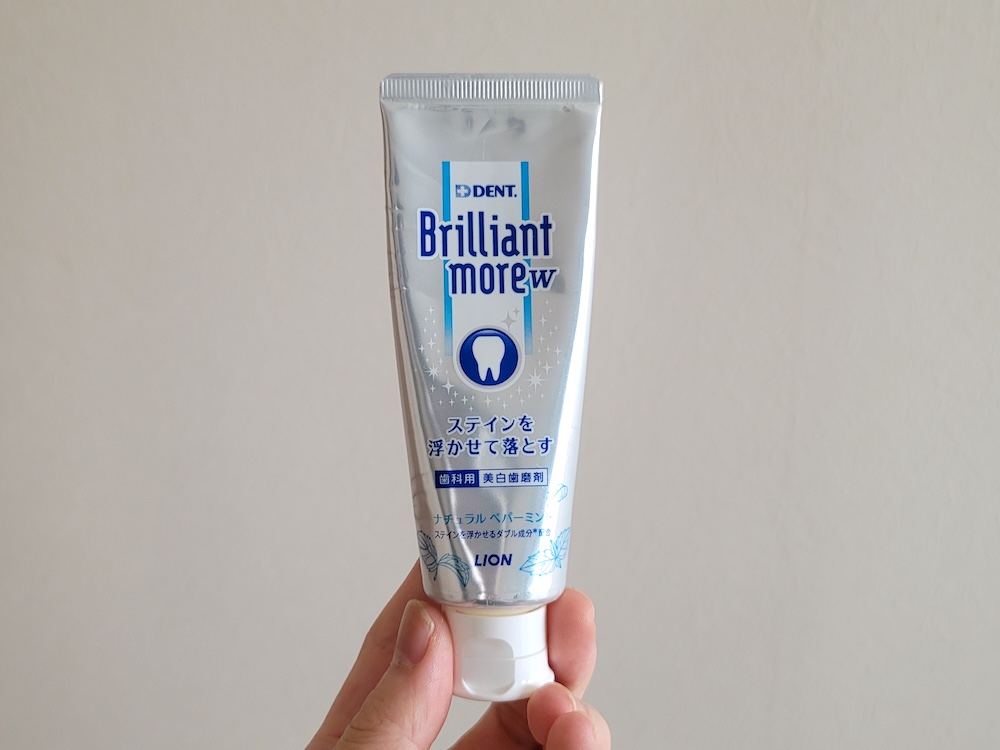 DENT.
Brilliant
more w
ステインを
浮かせて落とす
歯科用 美白歯磨剤
ナチュラル ペパーミント
ステインを浮かせるダブル成分*配合
LION